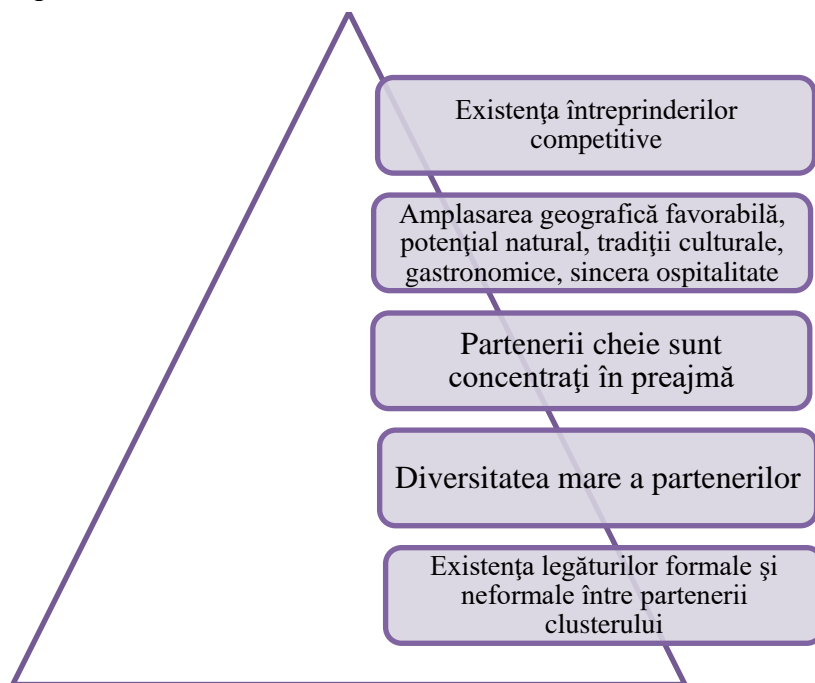 Existenţa întreprinderilor
competitive
Amplasarea geografică favorabilă,
potenţial natural, tradiţii culturale,
gastronomice, sincera ospitalitate
Partenerii cheie sunt
concentraţi în preajmă
Diversitatea mare a partenerilor
Existenţa legăturilor formale şi
neformale între partenerii
clusterului